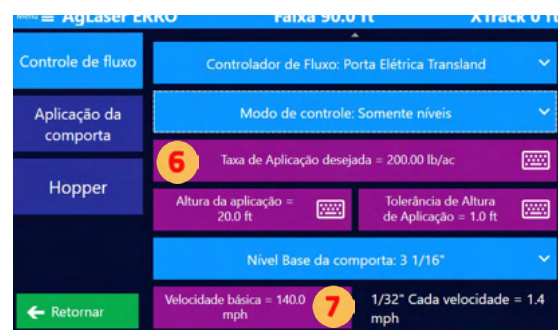 Menu ≡ AgLaser ERRO Faixa 90.0 ft XTrack 0 ft
Controle de fluxo
Controlador de Fluxo: Porta Elétrica Transland
Aplicação da
comporta
Modo de controle: Somente níveis
6 Taxa de Aplicação desejada = 200.00 lb/ac
Hopper
Altura da aplicação =
20.0 ft
Tolerância de Altura
de Aplicação = 1.0 ft
Nível Base da comporta: 3 1/16"
← Retornar
Velocidade básica = 140.0
mph
7
1/32" Cada velocidade = 1.4
mph